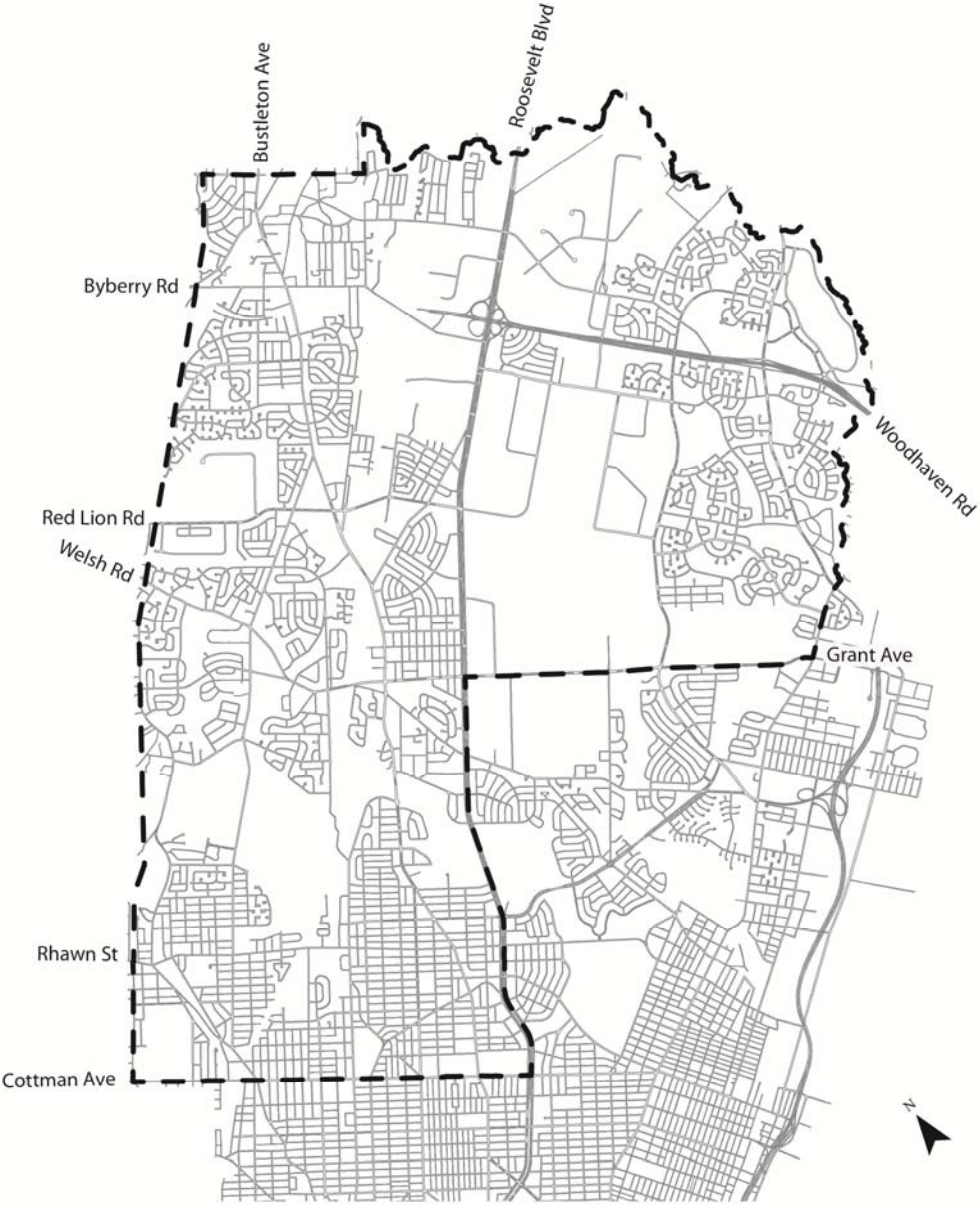 Roosevelt Blvd
Bustleton Ave
Byberry Rd
Woodhaven Rd
Red Lion Rd
Welsh Rd
Grant Ave
Rhawn St
Cottman Ave
N